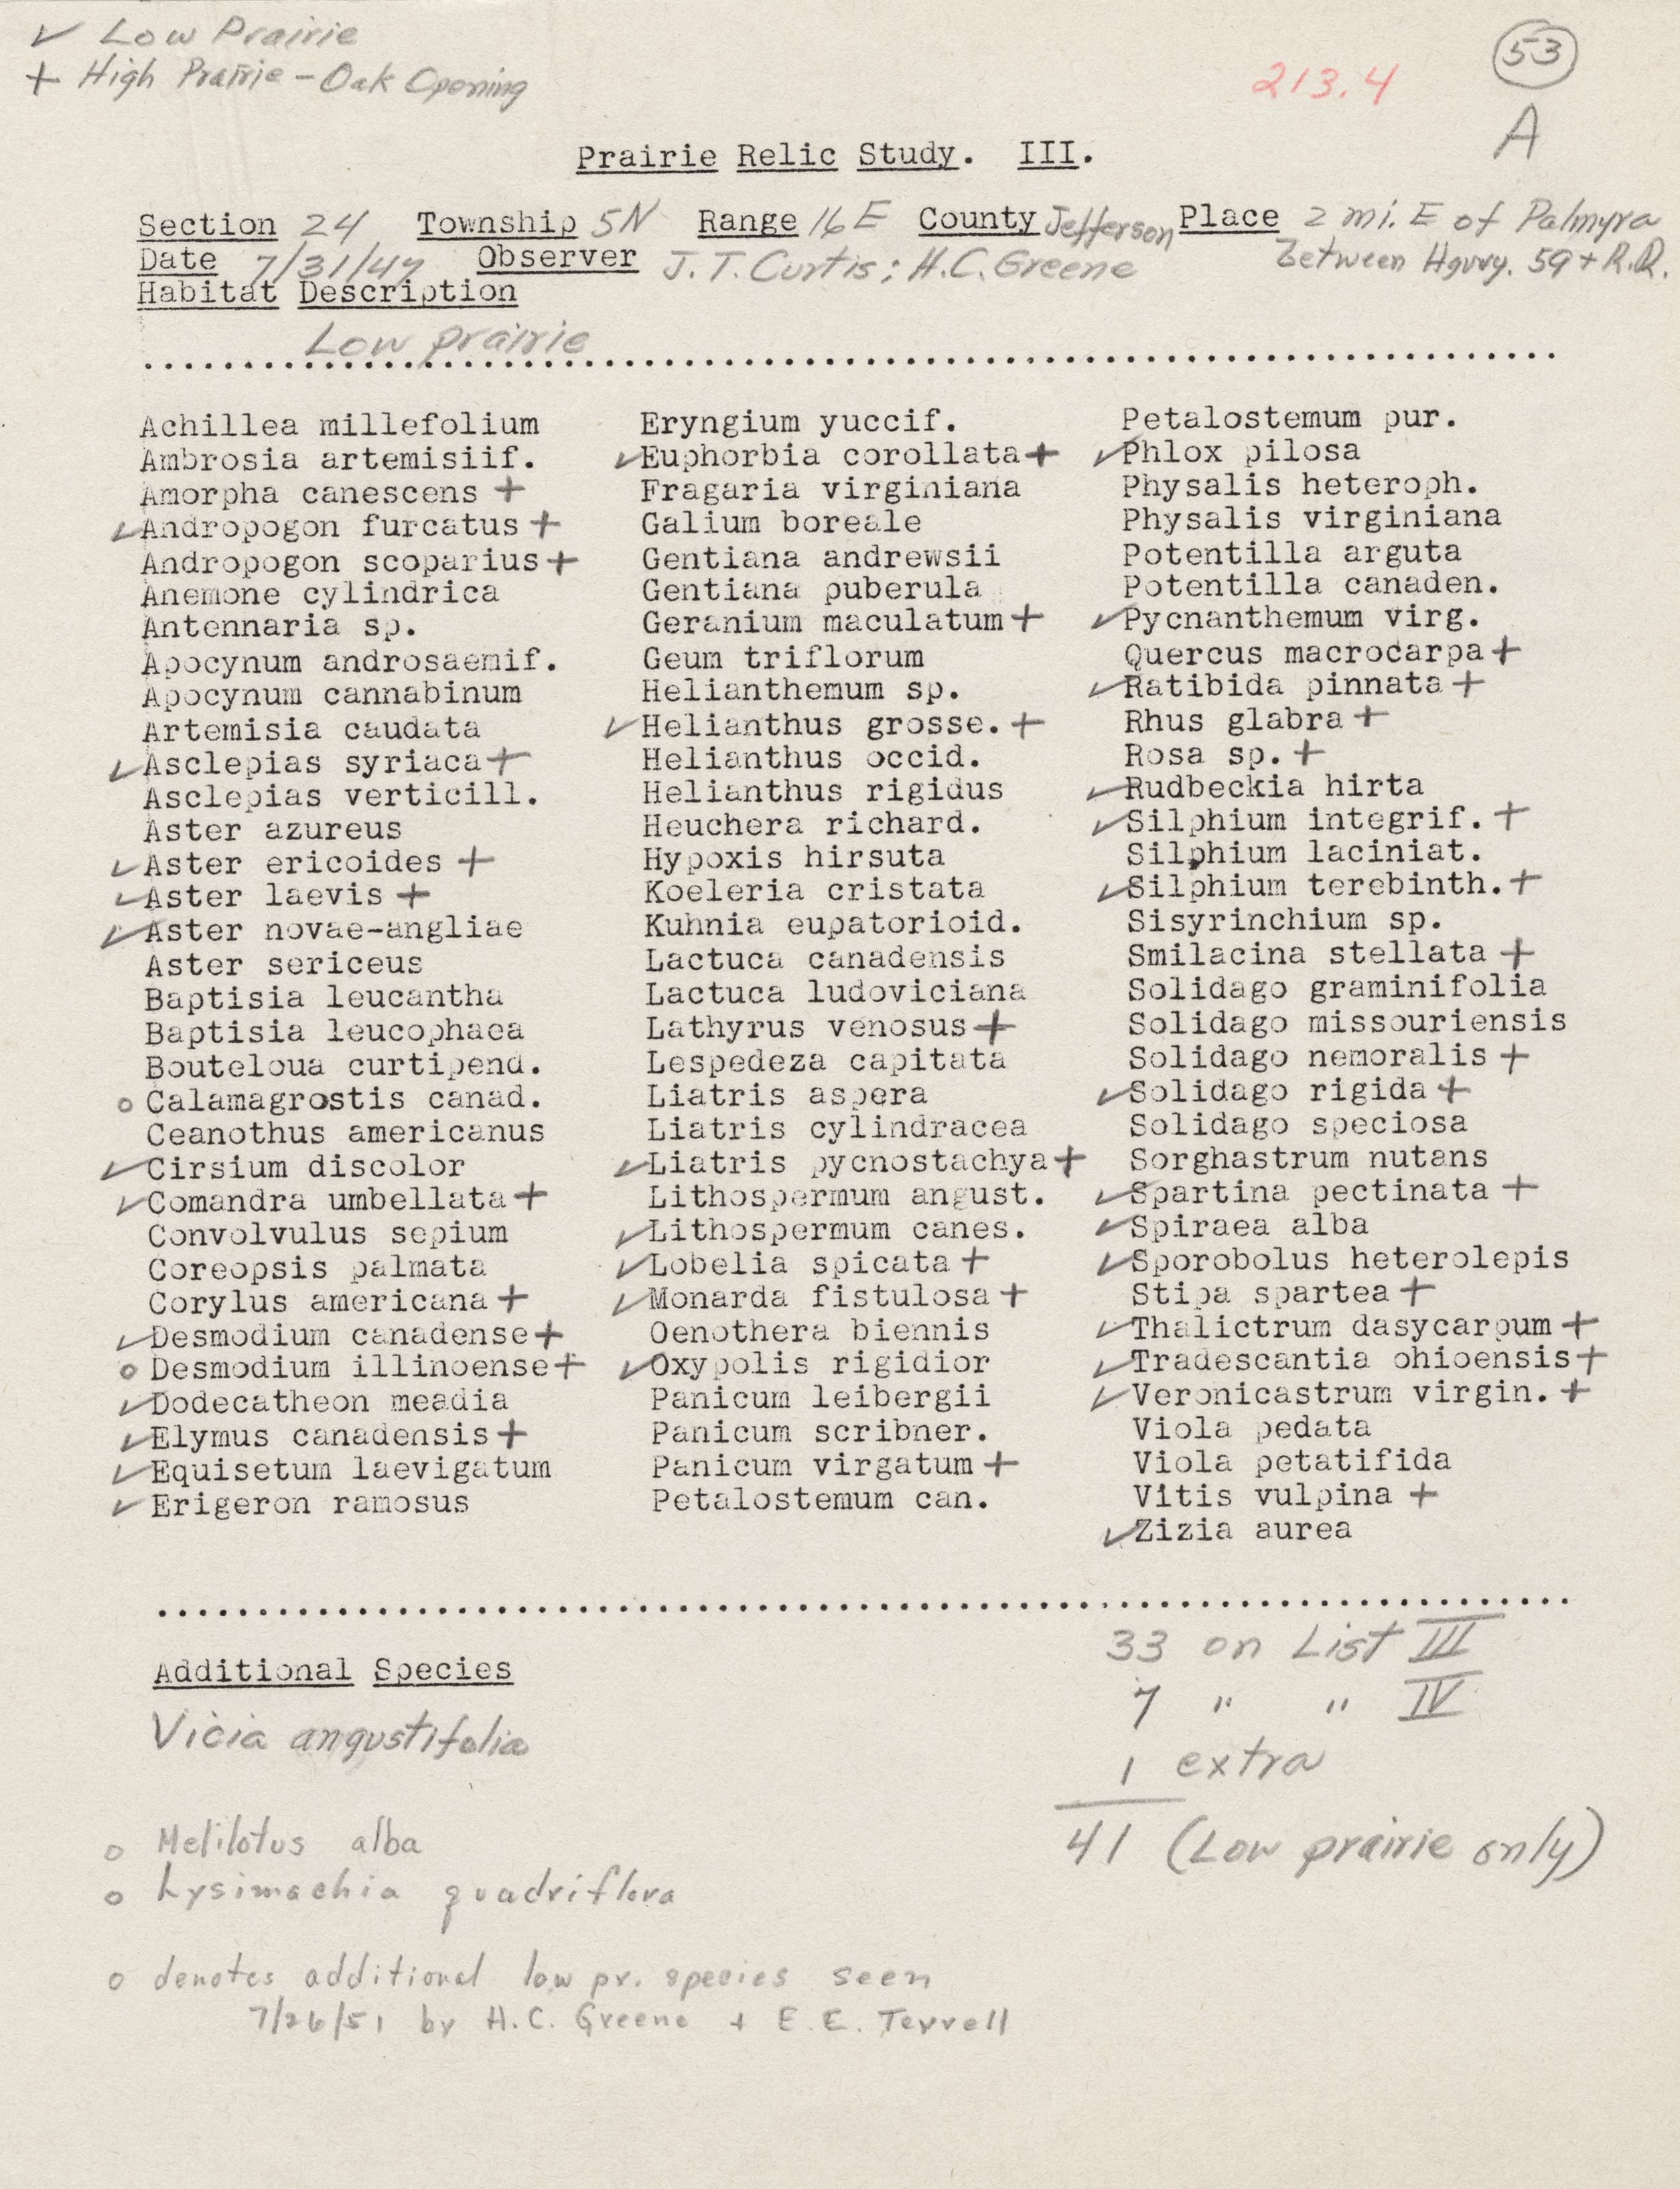 ✓ Low Prairie
+ High Prairie - Oak Opening
213.4
53
A
Prairie Relic Study. III.
Section 24 Township 5N Range 16E County Jefferson Place 2 mi. E of Palmyra
Date 7/31/47 Observer J. T. Curtis; H.C. Greene between Hgwy. 59 + R.R.
Habitat Description
Low prairie
Achillea millefolium
Ambrosia artemisiif.
Amorpha canescens +
✓Andropogon furcatus +
Andropogon scoparius +
Anemone cylindrica
Antennaria sp.
Apocynum androsaemif.
Apocynum cannabinum
Artemisia caudata
✓Asclepias syriaca +
Asclepias verticill.
Aster azureus
✓Aster ericoides +
✓Aster laevis +
✓Aster novae-angliae
Aster sericeus
Baptisia leucantha
Baptisia leucophaea
Bouteloua curtipend.
o Calamagrostis canad.
Ceanothus americanus
✓Cirsium discolor
✓Comandra umbellata +
Convolvulus sepium
Coreopsis palmata
Corylus americana +
✓Desmodium canadense +
o Desmodium illinoense +
✓Dodecatheon meadia
✓Elymus canadensis +
✓Equisetum laevigatum
✓Erigeron ramosus
Eryngium yuccif.
✓Euphorbia corollata +
Fragaria virginiana
Galium boreale
Gentiana andrewsii
Gentiana puberula
Geranium maculatum +
Geum triflorum
Helianthemum sp.
✓Helianthus grosse. +
Helianthus occid.
Helianthus rigidus
Heuchera richard.
Hypoxis hirsuta
Koeleria cristata
Kuhnia eupatorioid.
Lactuca canadensis
Lactuca ludoviciana
Lathyrus venosus +
Lespedeza capitata
Liatris aspera
Liatris cylindracea
✓Liatris pycnostachya +
Lithospermum angust.
✓Lithospermum canes.
✓Lobelia spicata +
✓Monarda fistulosa +
Oenothera biennis
✓Oxypolis rigidior
Panicum leibergii
Panicum scribner.
Panicum virgatum +
Petalostemum can.
Petalostemum pur.
✓Phlox pilosa
Physalis heteroph.
Physalis virginiana
Potentilla arguta
Potentilla canaden.
✓Pycnanthemum virg.
Quercus macrocarpa +
✓Ratibida pinnata +
Rhus glabra +
Rosa sp. +
✓Rudbeckia hirta
✓Silphium integrif. +
Silphium laciniat.
✓Silphium terebinth. +
Sisyrinchium sp.
Smilacina stellata +
Solidago graminifolia
Solidago missouriensis
Solidago nemoralis +
✓Solidago rigida +
Solidago speciosa
Sorghastrum nutans
✓Spartina pectinata +
✓Spiraea alba
✓Sporobolus heterolepis
Stipa spartea +
✓Thalictrum dasycarpum +
✓Tradescantia ohioensis +
✓Veronicastrum virgin. +
Viola pedata
Viola petatifida
Vitis vulpina +
✓Zizia aurea
Additional Species
Vicia angustifolia
o Melilotus alba
o Lysimachia quadriflora
o denotes additional low pr. species seen
7/26/51 by H.C. Greene + E.E. Terrell
33 on List III
7 " " IV
1 extra
41 (Low prairie only)